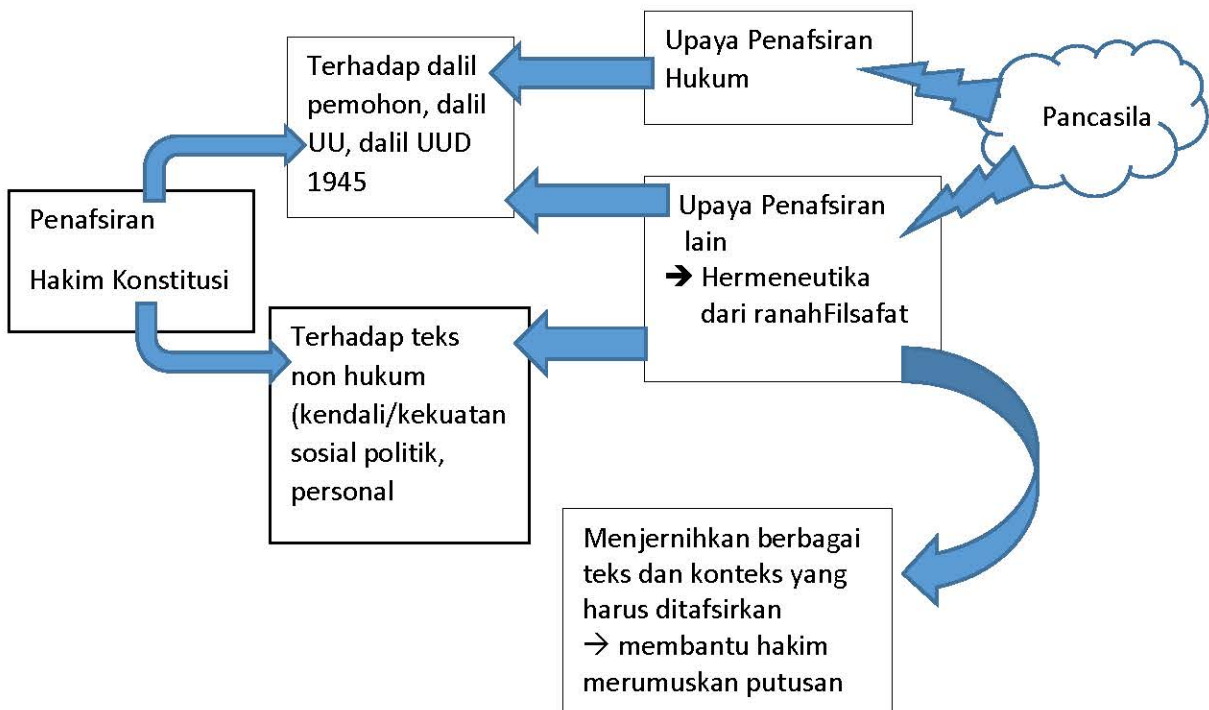 Upaya Penafsiran
Hukum
Terhadap dalil
pemohon, dalil
UU, dalil UUD
1945
Pancasila
Penafsiran
Hakim Konstitusi
Upaya Penafsiran
lain
➔ Hermeneutika
dari ranahFilsafat
Terhadap teks
non hukum
(kendali/kekuatan
sosial politik,
personal
Menjernihkan berbagai
teks dan konteks yang
harus ditafsirkan
→ membantu hakim
merumuskan putusan